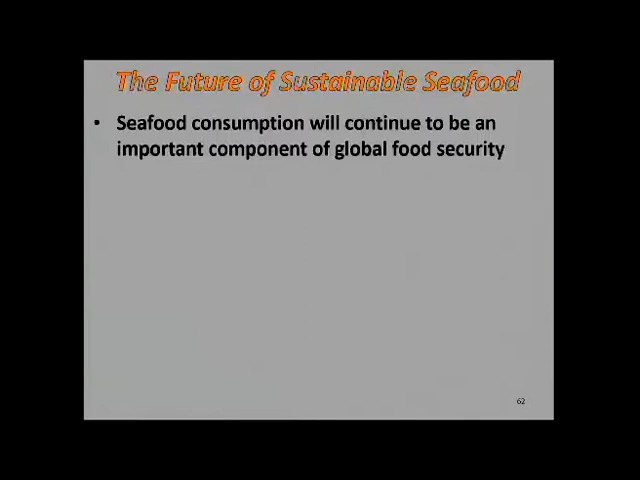 The Future of Sustainable Seafood
• Seafood consumption will continue to be an
important component of global food security
62